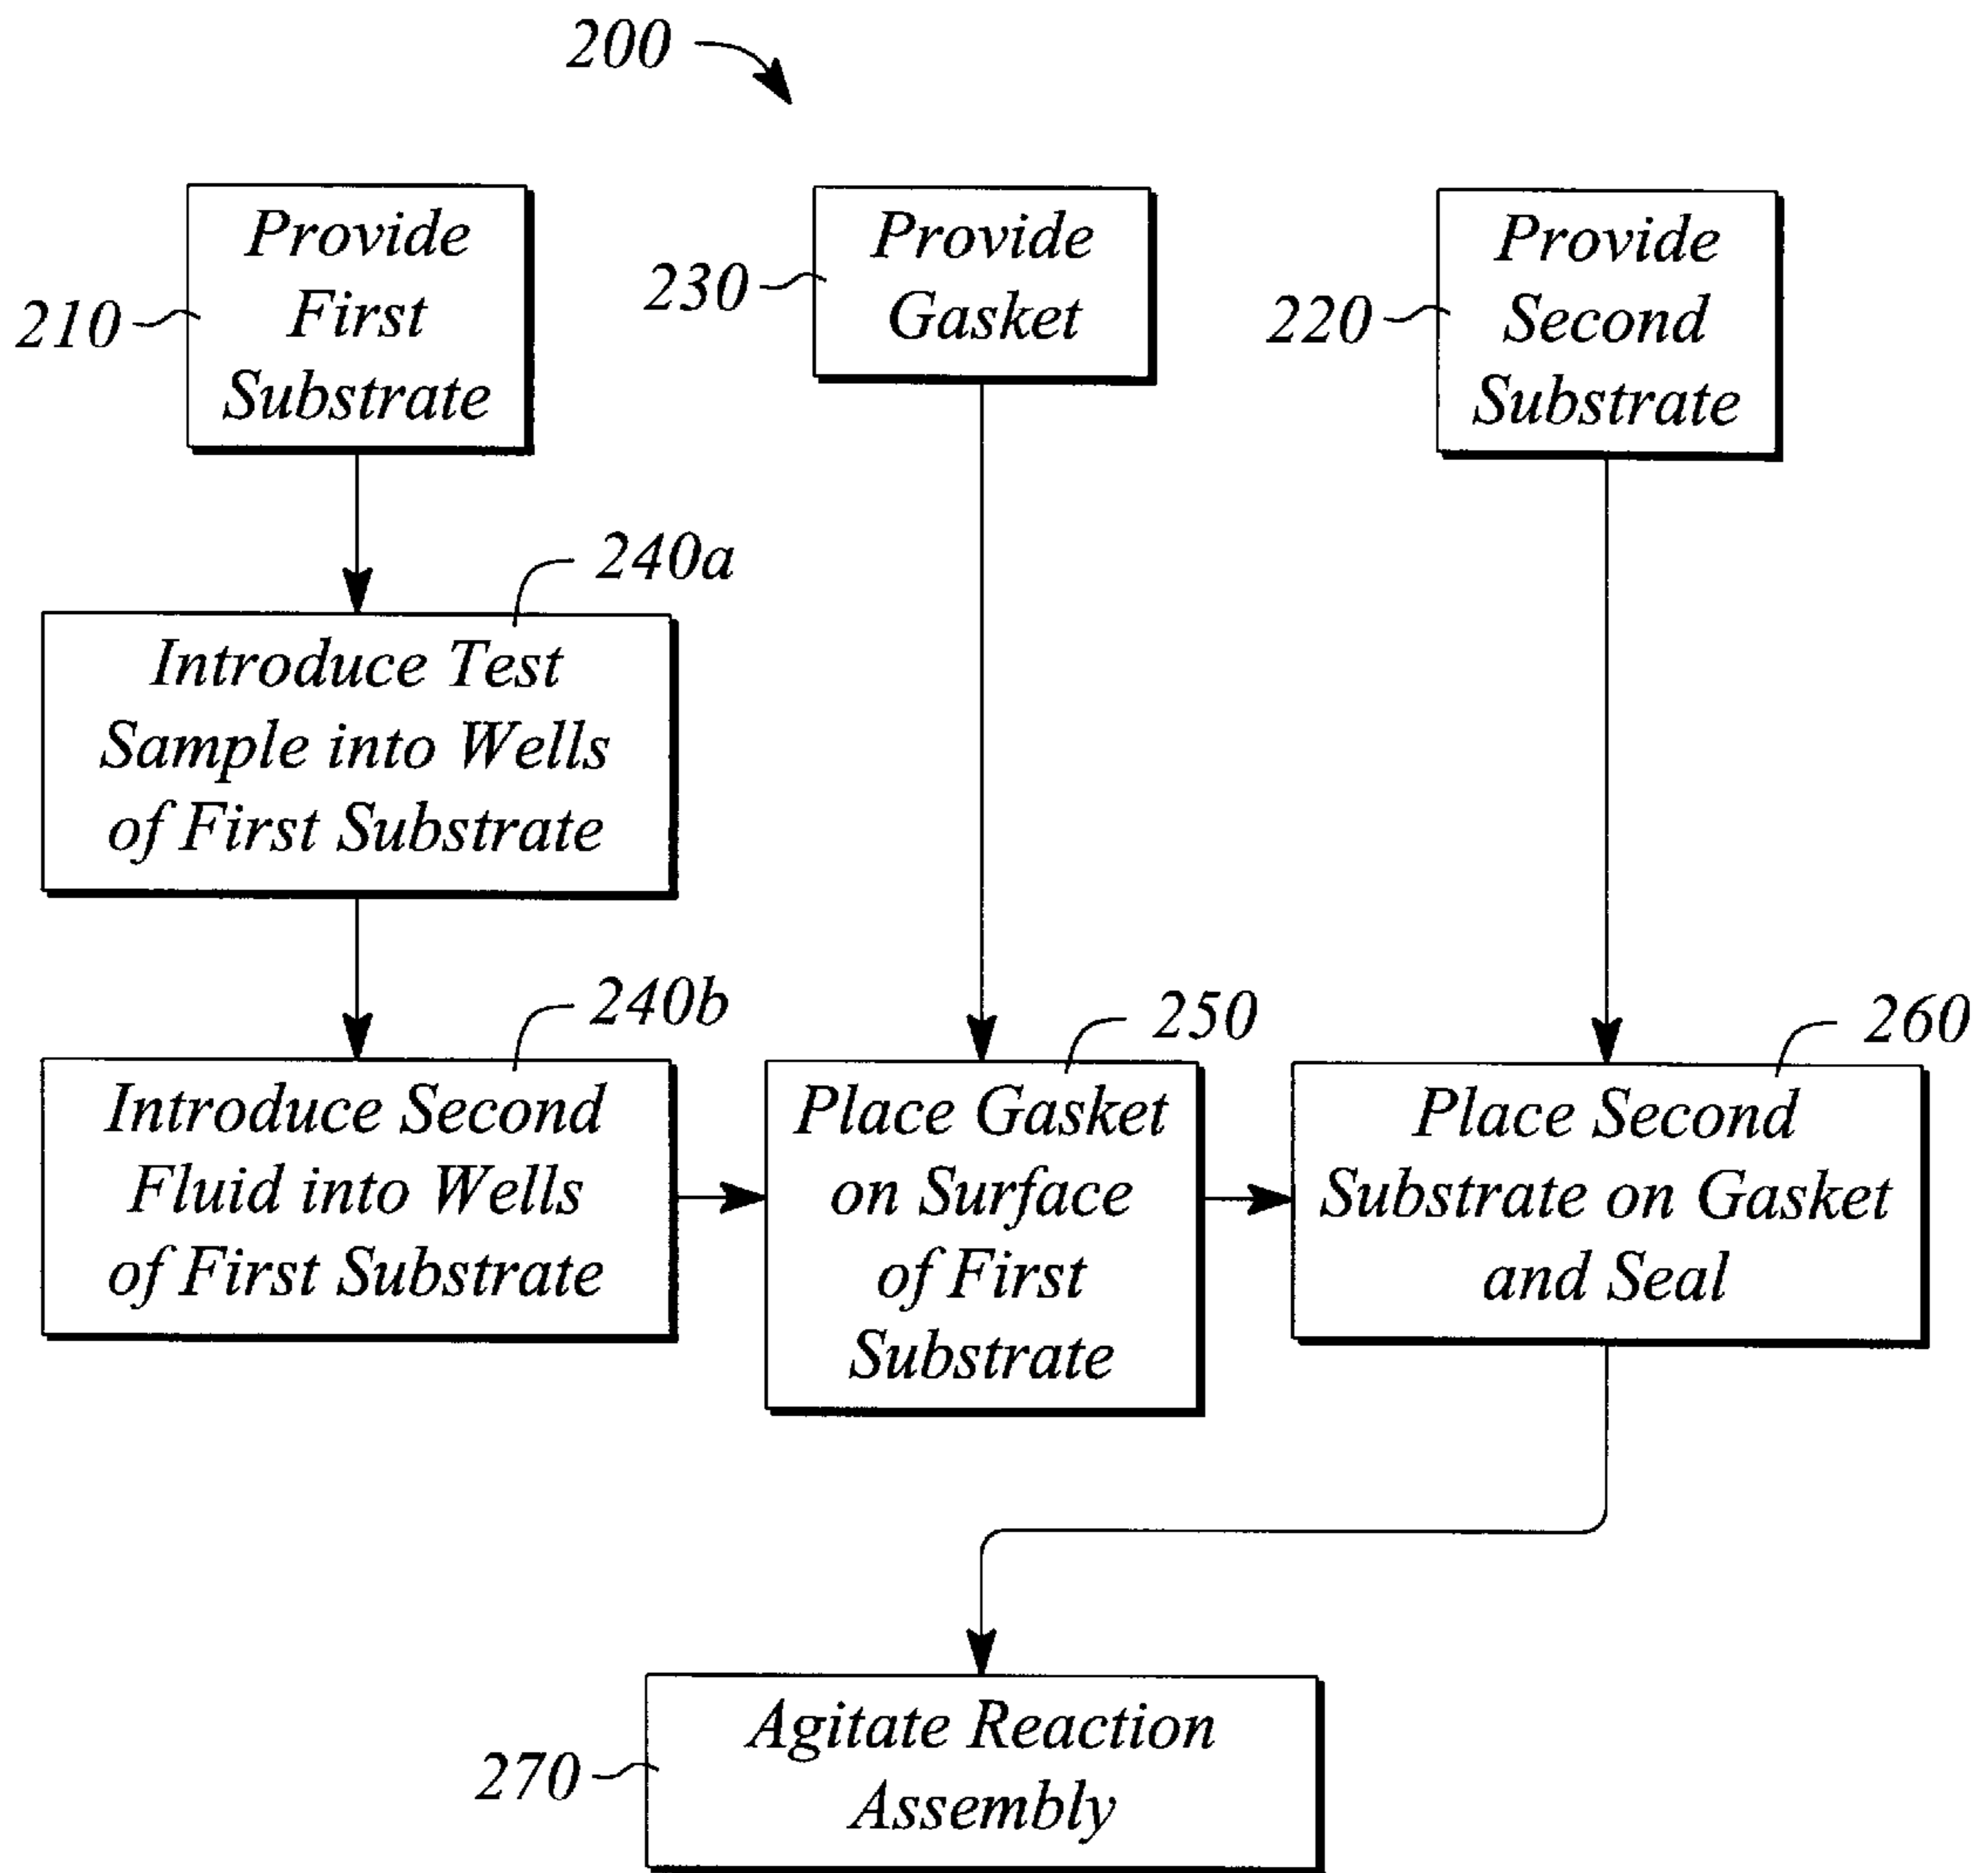 200
Provide
First
Substrate
210
Provide
Gasket
230
Provide
Second
Substrate
220
240a
Introduce Test
Sample into Wells
of First Substrate
240b
Introduce Second
Fluid into Wells
of First Substrate
250
Place Gasket
on Surface
of First
Substrate
260
Place Second
Substrate on Gasket
and Seal
270
Agitate Reaction
Assembly